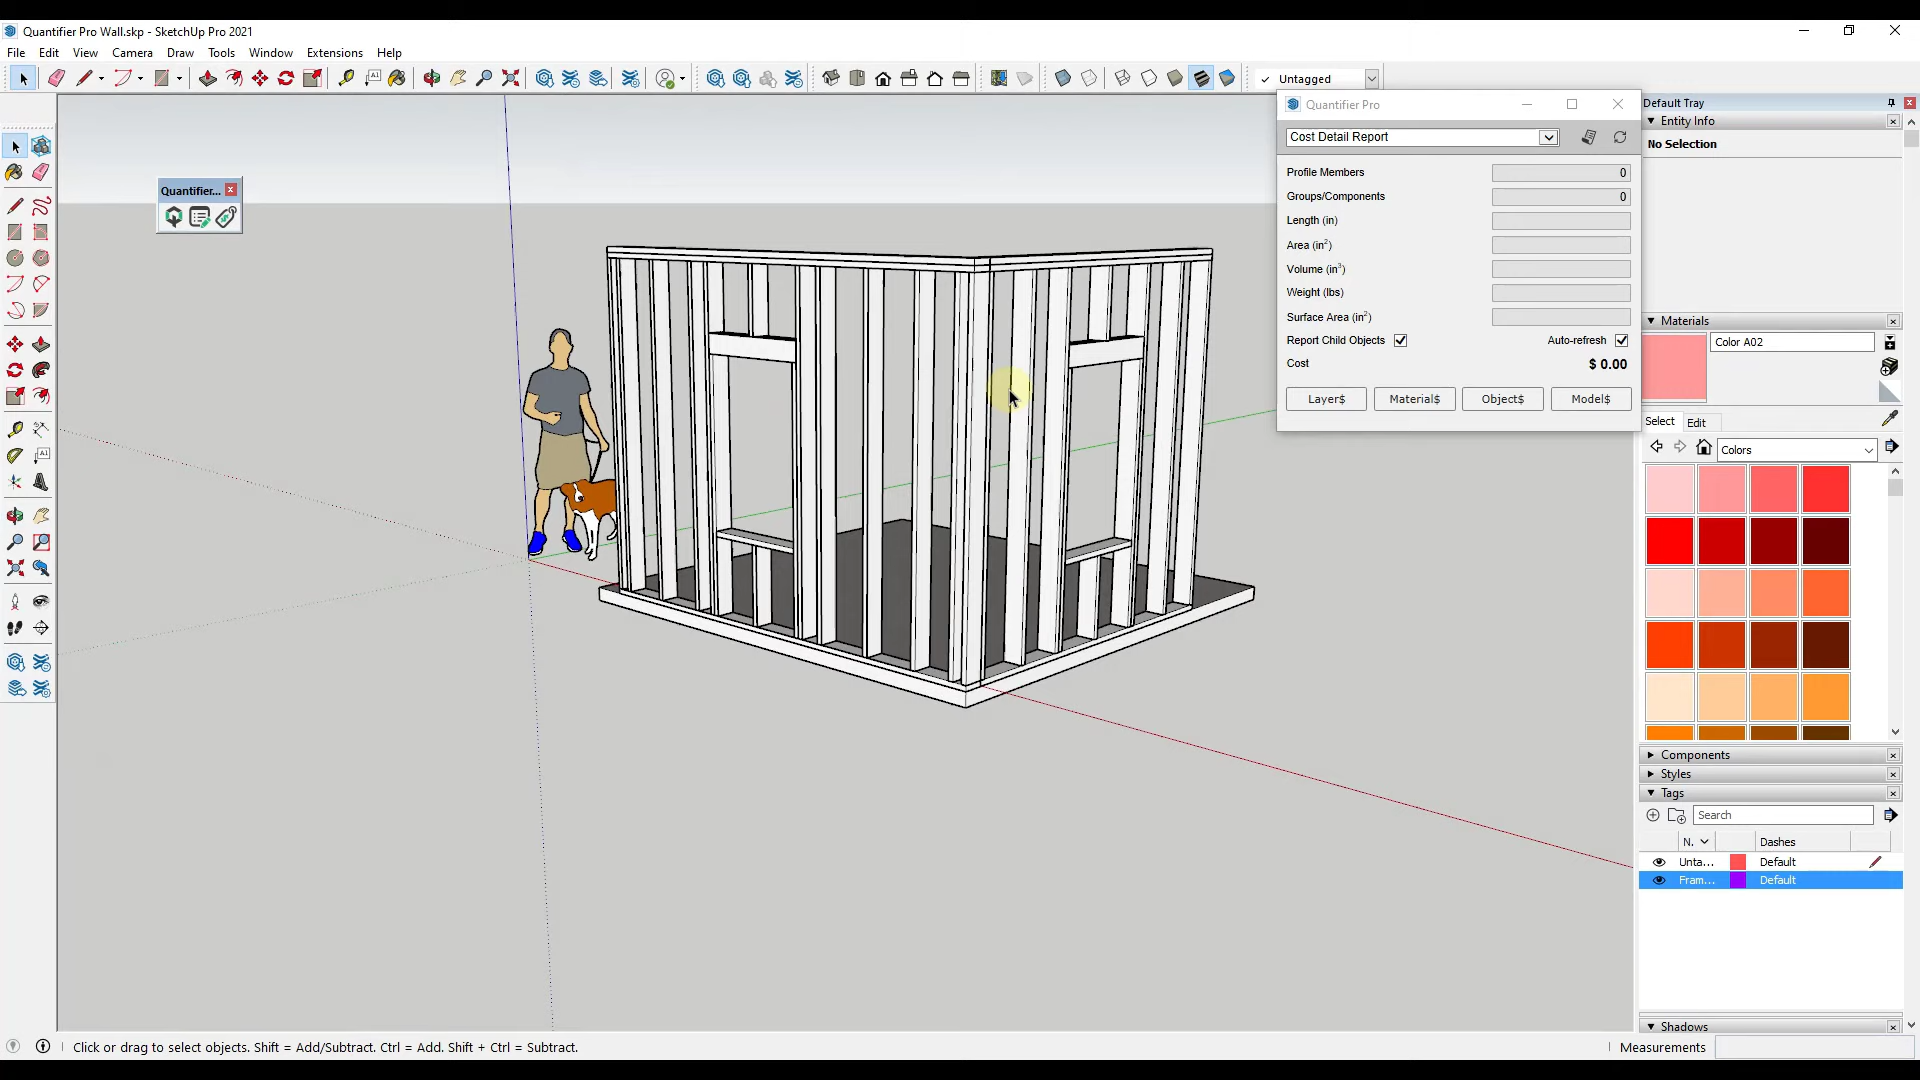 Quantifier Pro Wall.skp - SketchUp Pro 2021
File Edit View Camera Draw Tools Window Extensions Help
Untagged
Quantifier...
Quantifier Pro
Cost Detail Report
Profile Members 0
Groups/Components 0
Length (in)
Area (in²)
Volume (in³)
Weight (lbs)
Surface Area (in²)
Report Child Objects Auto-refresh
Cost $ 0.00
Layer$ Material$ Object$ Model$
Default Tray
Entity Info
No Selection
Materials
Color A02
Select Edit
Colors
Components
Styles
Tags
Search
N. Dashes
Unta... Default
Fram... Default
Shadows
Click or drag to select objects. Shift = Add/Subtract. Ctrl = Add. Shift + Ctrl = Subtract.
Measurements